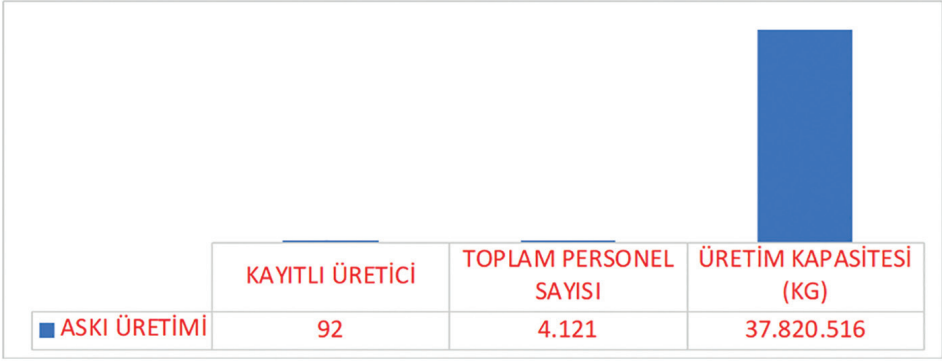 KAYITLI ÜRETİCİ
TOPLAM PERSONEL
SAYISI
ÜRETİM KAPASİTESİ
(KG)
ASKI ÜRETİMİ 92 4.121 37.820.516